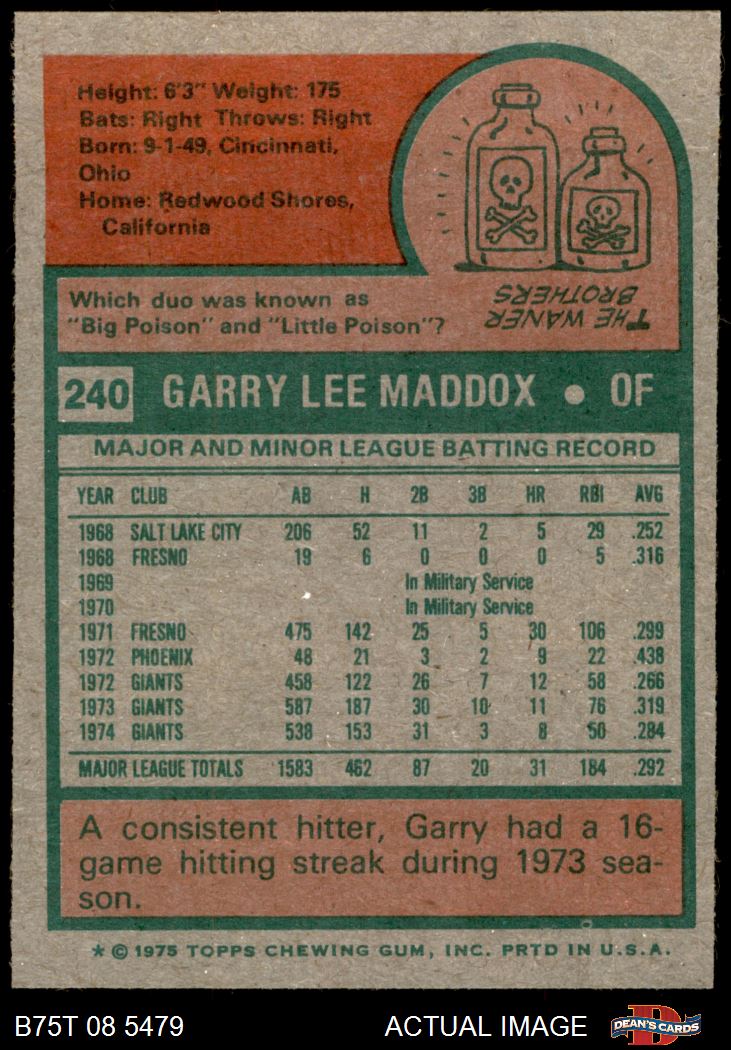 Height: 6'3" Weight: 175
Bats: Right Throws: Right
Born: 9-1-49, Cincinnati,
Ohio
Home: Redwood Shores,
California
Which duo was known as
"Big Poison" and "Little Poison"?
THE WANER
BROTHERS
240 GARRY LEE MADDOX • OF
MAJOR AND MINOR LEAGUE BATTING RECORD
YEAR CLUB AB H 2B 3B HR RBI AVG
1968 SALT LAKE CITY 206 52 11 2 5 29 .252
1968 FRESNO 19 6 0 0 0 5 .316
1969 In Military Service
1970 In Military Service
1971 FRESNO 475 142 25 5 30 106 .299
1972 PHOENIX 48 21 3 2 9 22 .438
1972 GIANTS 458 122 26 7 12 58 .266
1973 GIANTS 587 187 30 10 11 76 .319
1974 GIANTS 538 153 31 3 8 50 .284
MAJOR LEAGUE TOTALS 1583 462 87 20 31 184 .292
A consistent hitter, Garry had a 16-
game hitting streak during 1973 sea-
son.
* © 1975 TOPPS CHEWING GUM, INC. PRTD IN U.S.A.
B75T 08 5479 ACTUAL IMAGE D DEAN'S CARDS